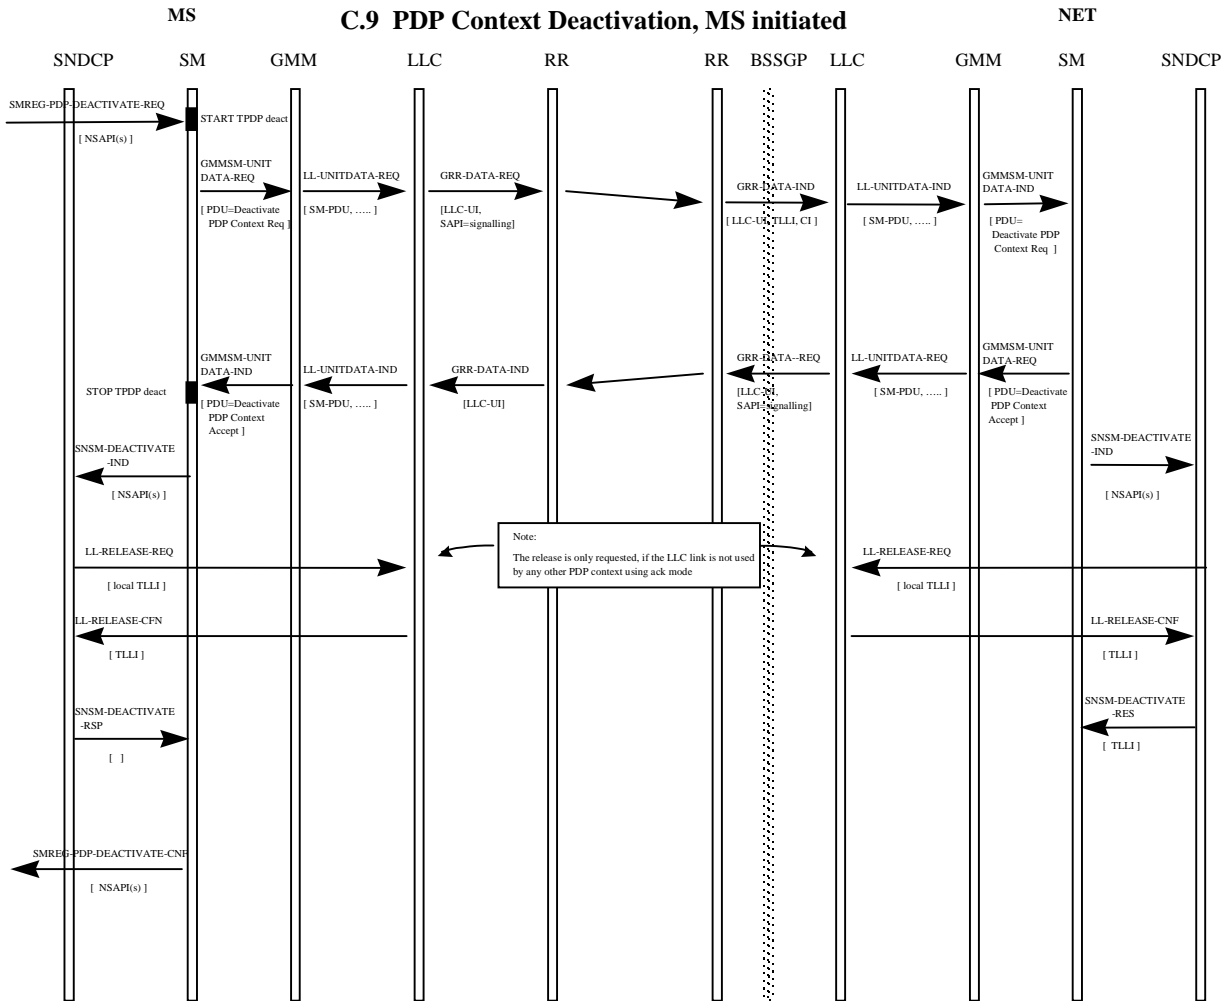 MS
C.9 PDP Context Deactivation, MS initiated
NET
SNDCP SM GMM LLC RR RR BSSGP LLC GMM SM SNDCP
SMREG-PDP-DEACTIVATE-REQ
[ NSAPI(s) ]
START TPDP deact
GMMSM-UNIT
DATA-REQ
[ PDU=Deactivate
PDP Context Req ]
LL-UNITDATA-REQ
[ SM-PDU, ….. ]
GRR-DATA-REQ
[LLC-UI,
SAPI=signalling]
GRR-DATA-IND
[ LLC-UI, TLLI, CI ]
LL-UNITDATA-IND
[ SM-PDU, ….. ]
GMMSM-UNIT
DATA-IND
[ PDU=
Deactivate PDP
Context Req ]
STOP TPDP deact
GMMSM-UNIT
DATA-IND
[ PDU=Deactivate
PDP Context
Accept ]
LL-UNITDATA-IND
[ SM-PDU, ….. ]
GRR-DATA-IND
[LLC-UI]
GRR-DATA--REQ
[LLC-UI,
SAPI=signalling]
LL-UNITDATA-REQ
[ SM-PDU, ….. ]
GMMSM-UNIT
DATA-REQ
[ PDU=Deactivate
PDP Context
Accept ]
SNSM-DEACTIVATE
-IND
[ NSAPI(s) ]
SNSM-DEACTIVATE
-IND
[ NSAPI(s) ]
Note:
The release is only requested, if the LLC link is not used
by any other PDP context using ack mode
LL-RELEASE-REQ
[ local TLLI ]
LL-RELEASE-REQ
[ local TLLI ]
LL-RELEASE-CFN
[ TLLI ]
LL-RELEASE-CNF
[ TLLI ]
SNSM-DEACTIVATE
-RSP
[ ]
SNSM-DEACTIVATE
-RES
[ TLLI ]
SMREG-PDP-DEACTIVATE-CNF
[ NSAPI(s) ]